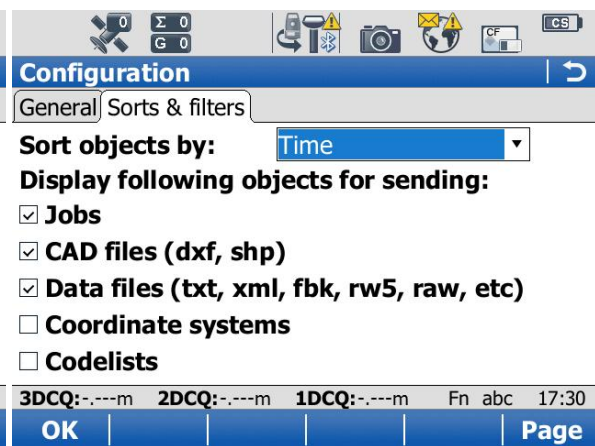 0 Σ 0 CS
G 0 CF
Configuration
General Sorts & filters
Sort objects by: Time
Display following objects for sending:
Jobs
CAD files (dxf, shp)
Data files (txt, xml, fbk, rw5, raw, etc)
Coordinate systems
Codelists
3DCQ:-.---m 2DCQ:-.---m 1DCQ:-.---m Fn abc 17:30
OK Page